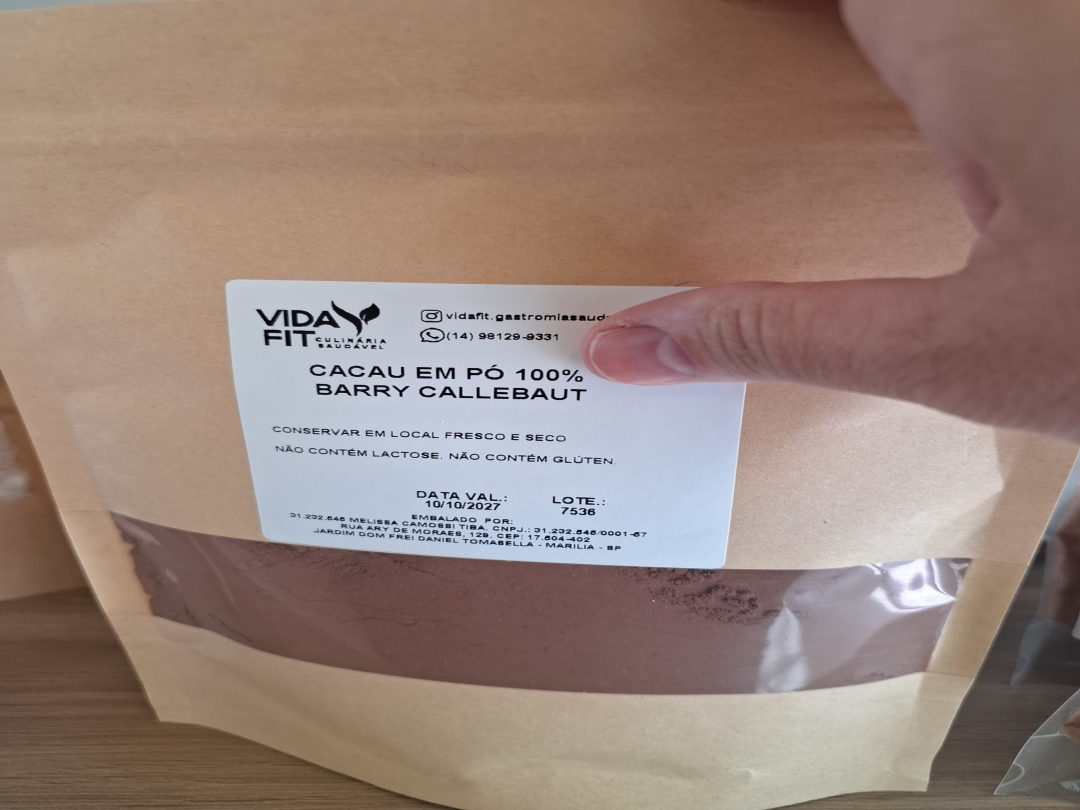 VIDA
FIT CULINÁRIA
SAUDÁVEL
vidafit.gastromiasaud
(14) 98129-9331
CACAU EM PÓ 100%
BARRY CALLEBAUT
CONSERVAR EM LOCAL FRESCO E SECO
NÃO CONTÉM LACTOSE. NÃO CONTÉM GLÚTEN.
DATA VAL.: LOTE.:
10/10/2027 7536
EMBALADO POR:
31.232.546 MELISSA CAMOSSI TIBA. CNPJ.: 31.232.546/0001-67
RUA ARY DE MORAES, 129. CEP: 17.504-402
JARDIM DOM FREI DANIEL TOMASELLA - MARILIA - SP